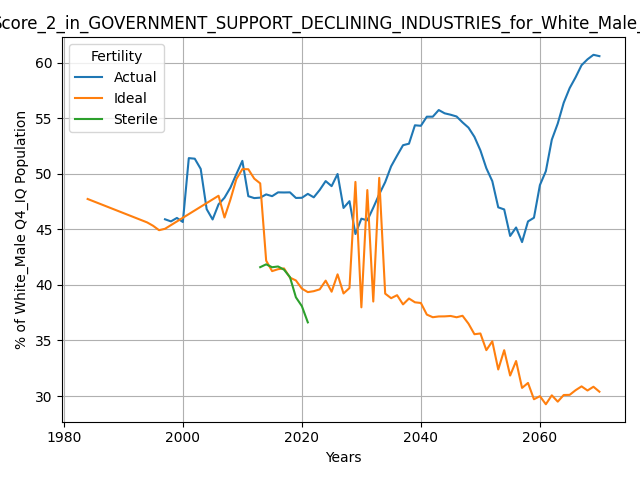 Score_2_in_GOVERNMENT_SUPPORT_DECLINING_INDUSTRIES_for_White_Male_
Fertility
Actual
Ideal
Sterile
% of White_Male Q4_IQ Population
60
55
50
45
40
35
30
1980
2000
2020
2040
2060
Years